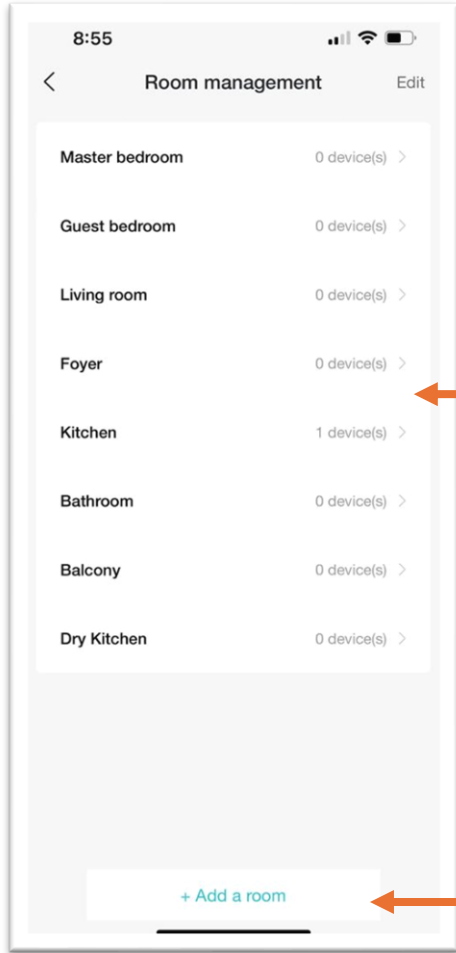 8:55
Room management Edit
Master bedroom 0 device(s)
Guest bedroom 0 device(s)
Living room 0 device(s)
Foyer 0 device(s)
Kitchen 1 device(s)
Bathroom 0 device(s)
Balcony 0 device(s)
Dry Kitchen 0 device(s)
+ Add a room